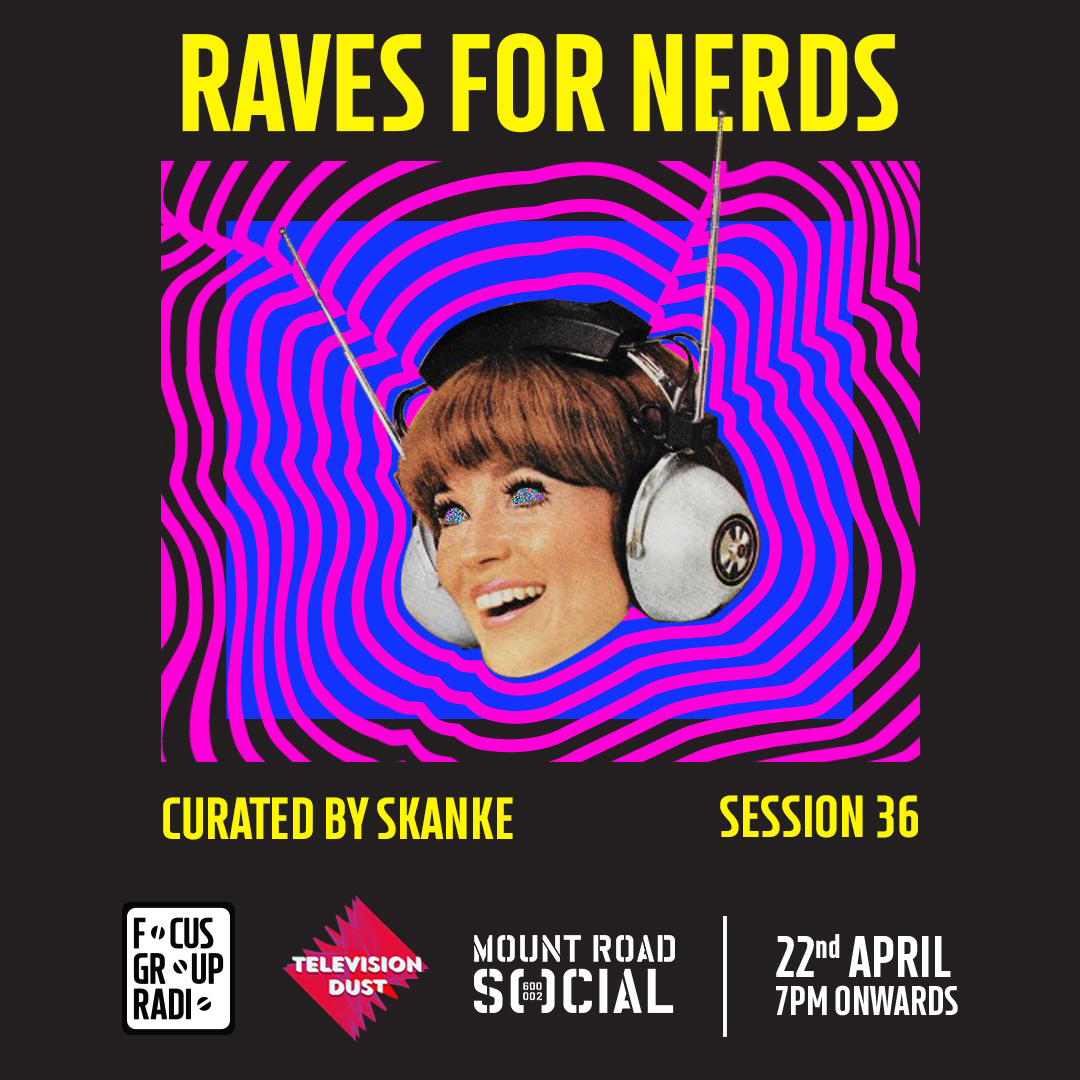 RAVES FOR NERDS
CURATED BY SKANKE
SESSION 36
FOCUS
GROUP
RADIO
TELEVISION
DUST
MOUNT ROAD
SOCIAL
600
002
22nd APRIL
7PM ONWARDS